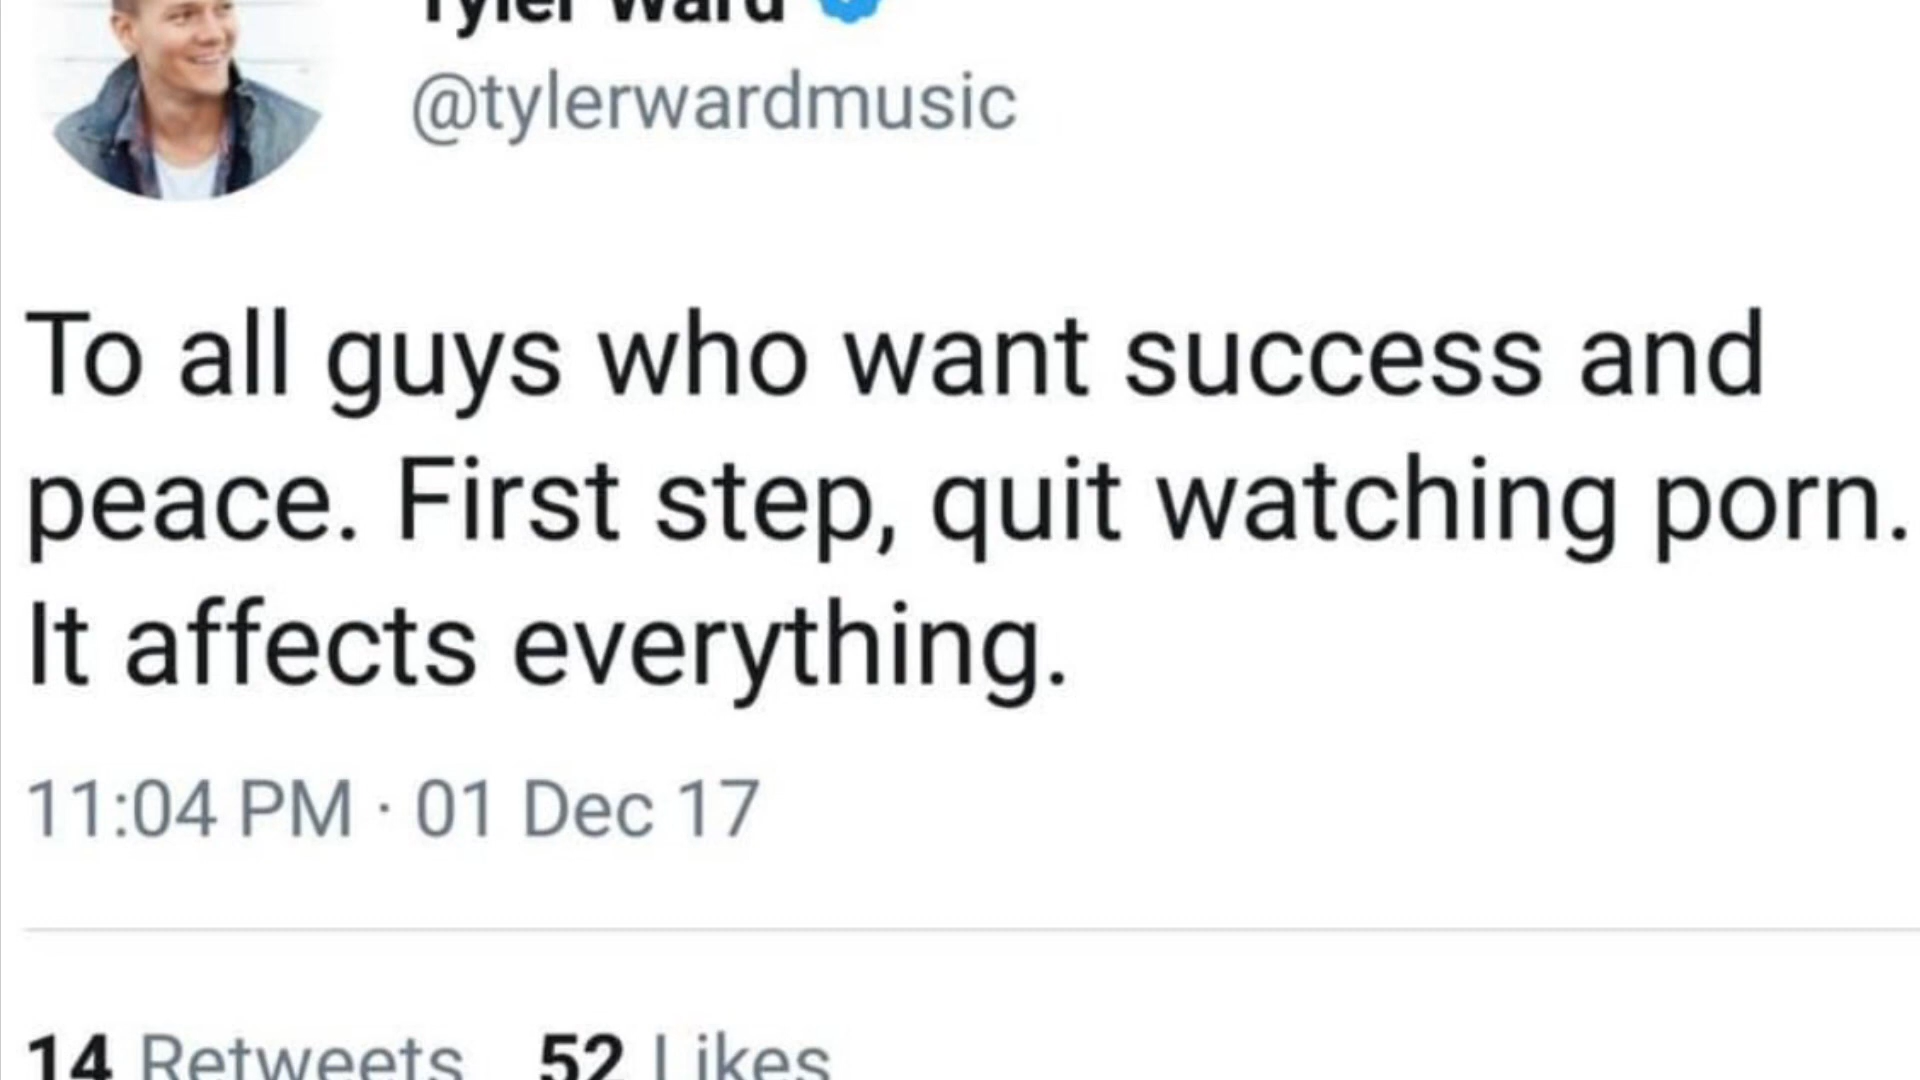 Tyler Ward
@tylerwardmusic
To all guys who want success and
peace. First step, quit watching porn.
It affects everything.
11:04 PM · 01 Dec 17
14 Retweets 52 Likes